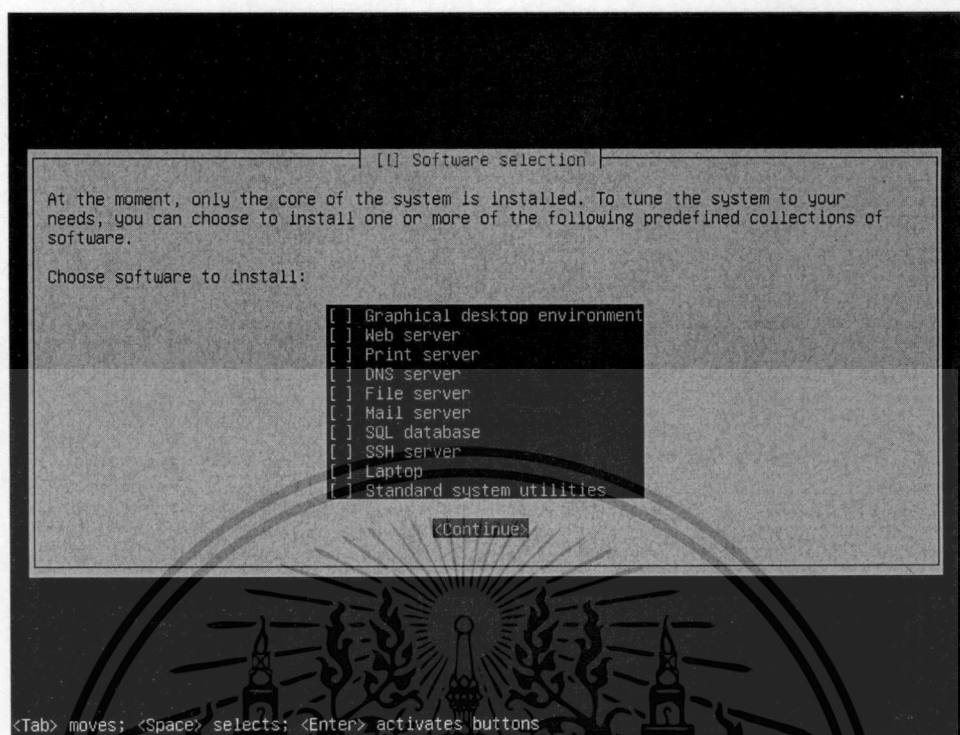 [!] Software selection
At the moment, only the core of the system is installed. To tune the system to your
needs, you can choose to install one or more of the following predefined collections of
software.
Choose software to install:
[ ] Graphical desktop environment
[ ] Web server
[ ] Print server
[ ] DNS server
[ ] File server
[ ] Mail server
[ ] SQL database
[ ] SSH server
[ ] Laptop
[ ] Standard system utilities
<Continue>
<Tab> moves; <Space> selects; <Enter> activates buttons